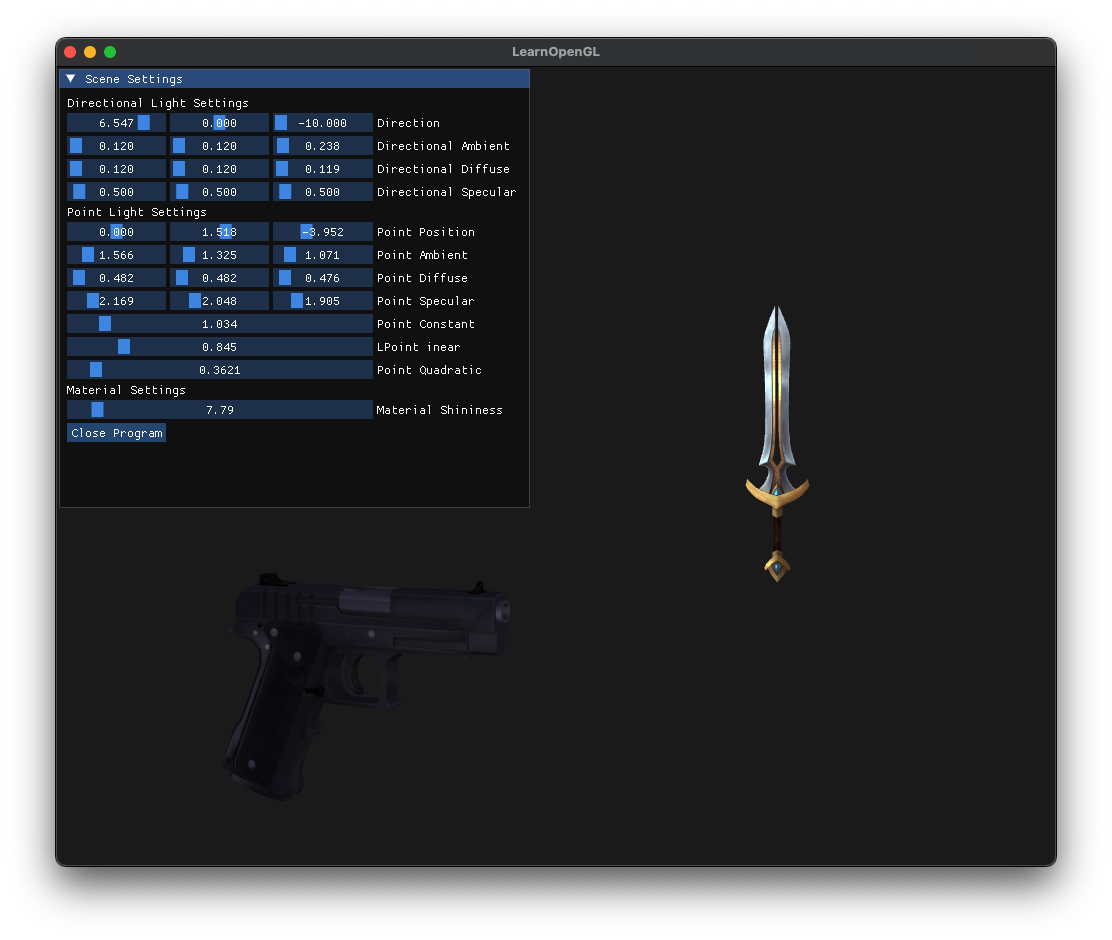 LearnOpenGL
Scene Settings
Directional Light Settings
6.547 0.000 -10.000 Direction
0.120 0.120 0.238 Directional Ambient
0.120 0.120 0.119 Directional Diffuse
0.500 0.500 0.500 Directional Specular
Point Light Settings
0.000 1.518 -3.952 Point Position
1.566 1.325 1.071 Point Ambient
0.482 0.482 0.476 Point Diffuse
2.169 2.048 1.905 Point Specular
1.034 Point Constant
0.845 LPoint inear
0.3621 Point Quadratic
Material Settings
7.79 Material Shininess
Close Program